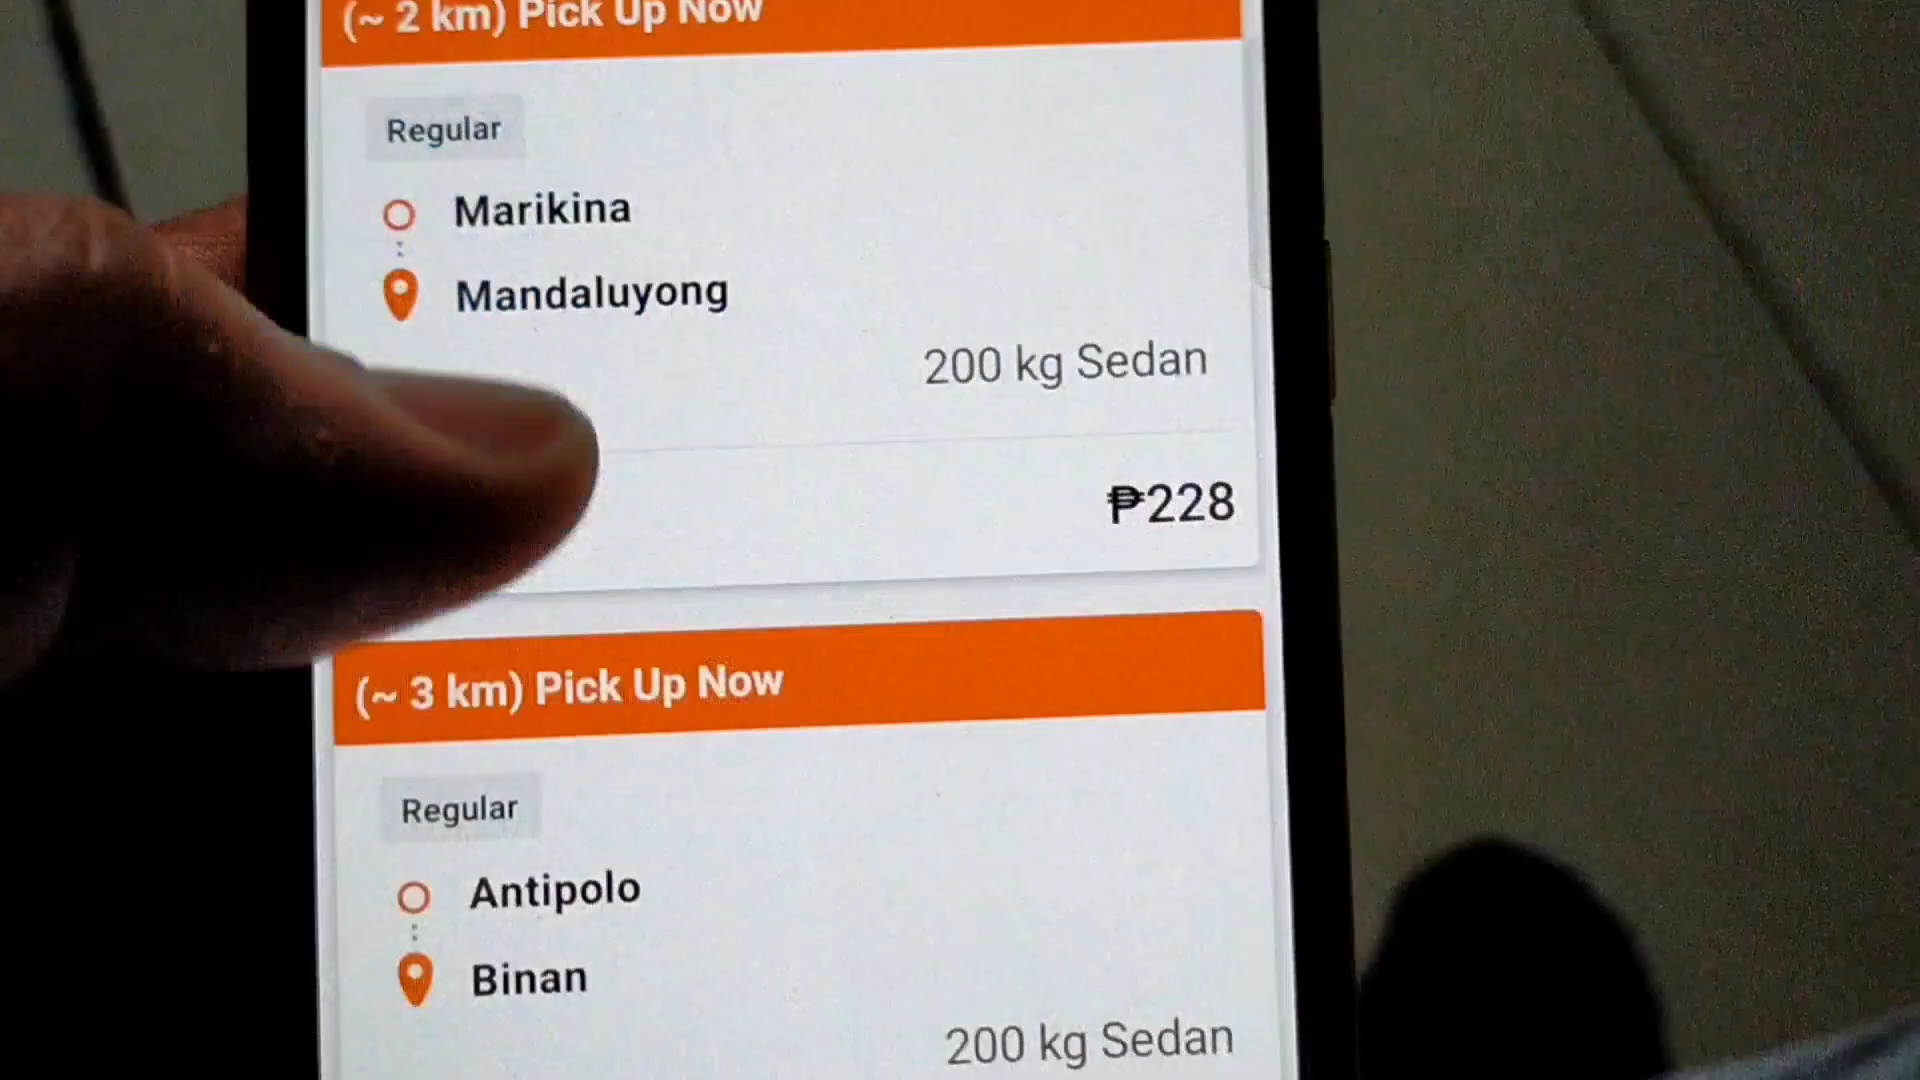 (~ 2 km) Pick Up Now
Regular
Marikina
Mandaluyong
200 kg Sedan
₱228
(~ 3 km) Pick Up Now
Regular
Antipolo
Binan
200 kg Sedan